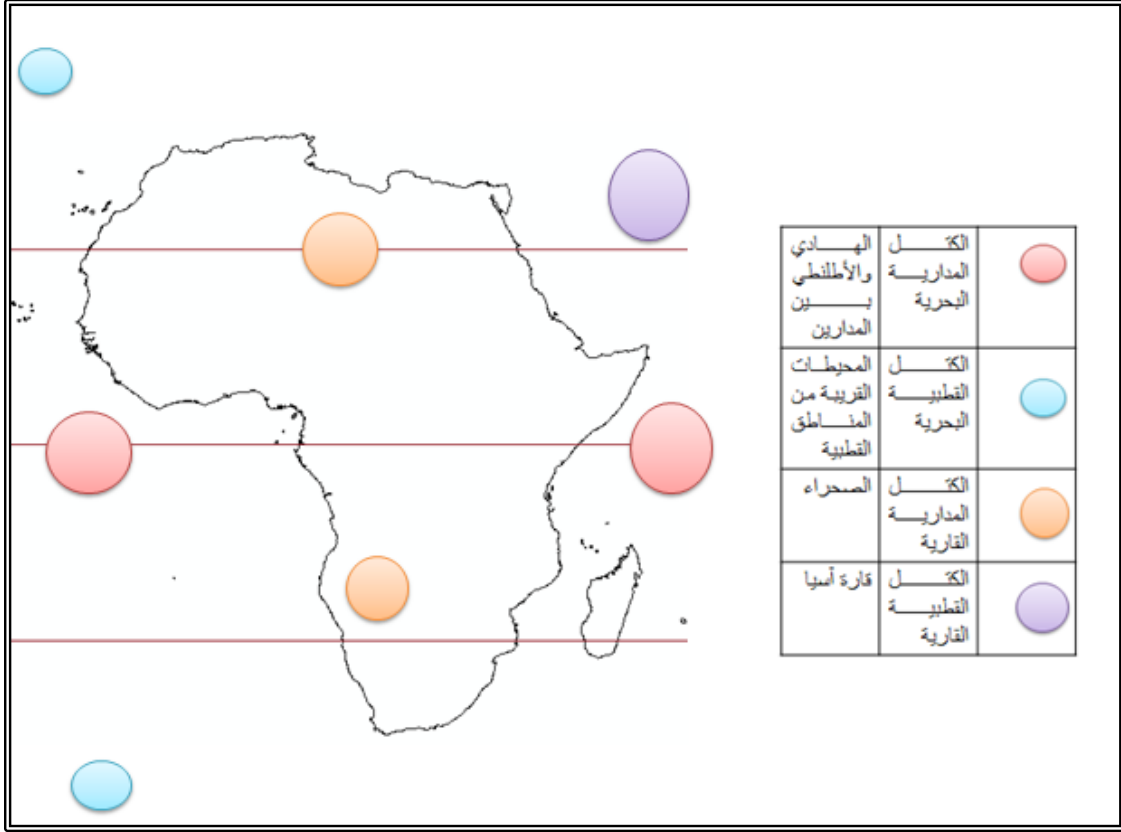 الكتل
المدارية
البحرية
الهادي
والأطلنطي
بين
المدارين
الكتل
القطبية
البحرية
المحيطات
القريبة من
المناطق
القطبية
الكتل
المدارية
القارية
الصحراء
الكتل
القطبية
القارية
قارة أسيا